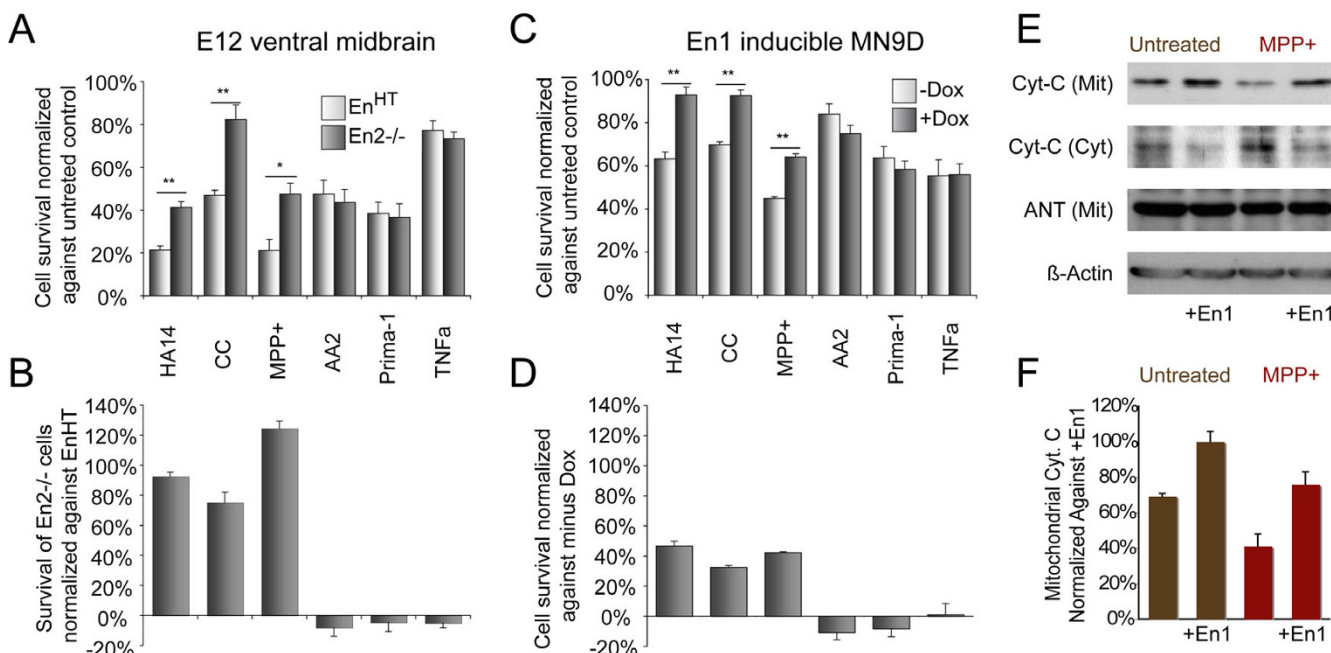 A
E12 ventral midbrain
Cell survival normalized
against untreted control
100%
80%
60%
40%
20%
0%
**
**
*
EnHT
En2-/-
HA14
CC
MPP+
AA2
Prima-1
TNFa
B
Survival of En2-/- cells
normalized against EnHT
140%
120%
100%
80%
60%
40%
20%
0%
-20%
C
En1 inducible MN9D
Cell survival normalized
against untreted control
100%
80%
60%
40%
20%
0%
**
**
**
-Dox
+Dox
HA14
CC
MPP+
AA2
Prima-1
TNFa
D
Cell survival normalized
against minus Dox
140%
120%
100%
80%
60%
40%
20%
0%
-20%
E
Untreated MPP+
Cyt-C (Mit)
Cyt-C (Cyt)
ANT (Mit)
ß-Actin
+En1 +En1
F
Untreated MPP+
Mitochondrial Cyt. C
Normalized Against +En1
120%
100%
80%
60%
40%
20%
0%
+En1 +En1